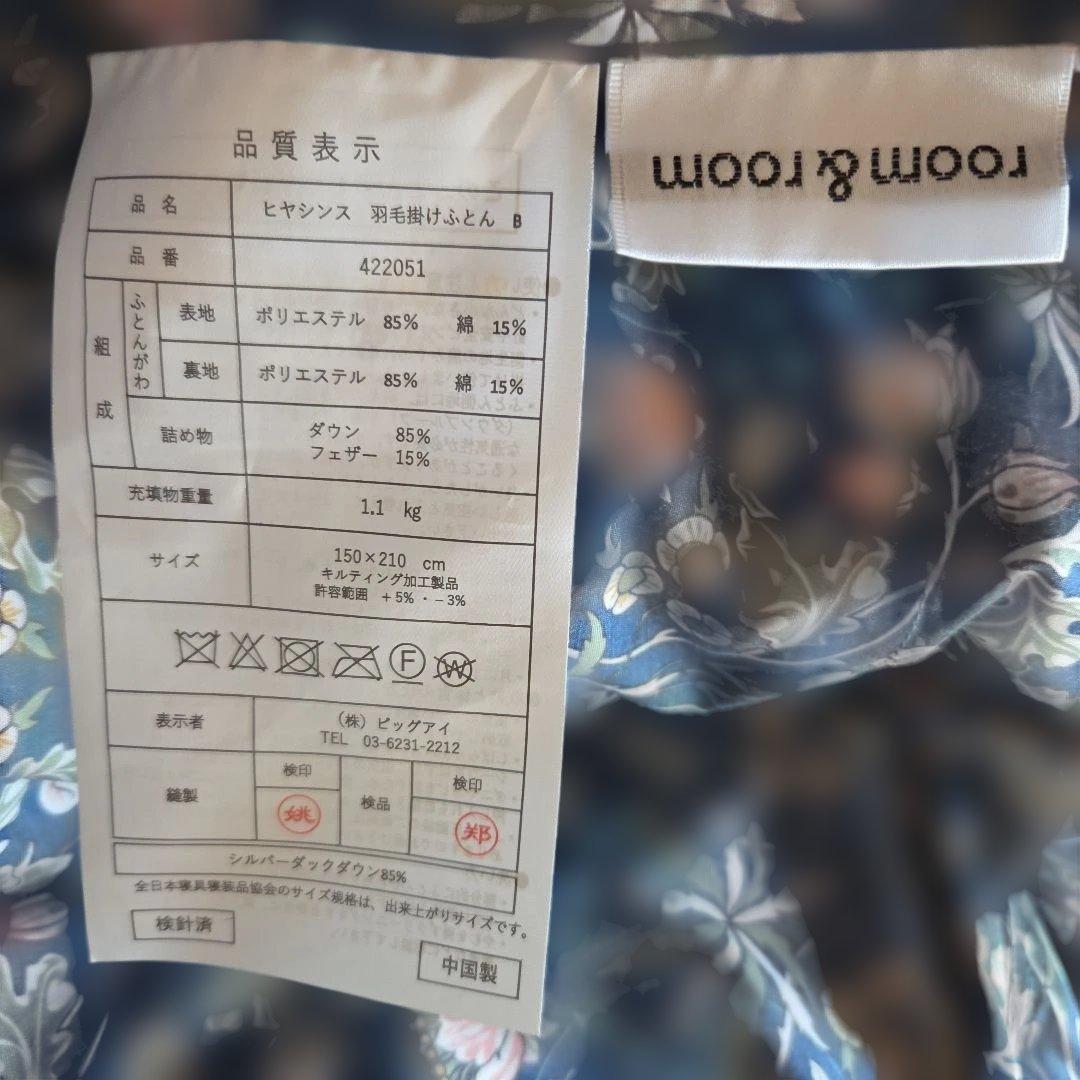 品質表示
品 名 ヒヤシンス 羽毛掛けふとん B
品 番 422051
組成 ふとんがわ 表地 ポリエステル 85% 綿 15%
裏地 ポリエステル 85% 綿 15%
詰め物 ダウン 85%
フェザー 15%
充填物重量 1.1 kg
サイズ 150×210 cm
キルティング加工製品
許容範囲 +5%・-3%
F W
表示者 (株)ビッグアイ
TEL 03-6231-2212
縫製 検印 姚 検品 検印 郑
シルバーダックダウン85%
全日本寝具寝装品協会のサイズ規格は、出来上がりサイズです。
検針済
中国製
room&room